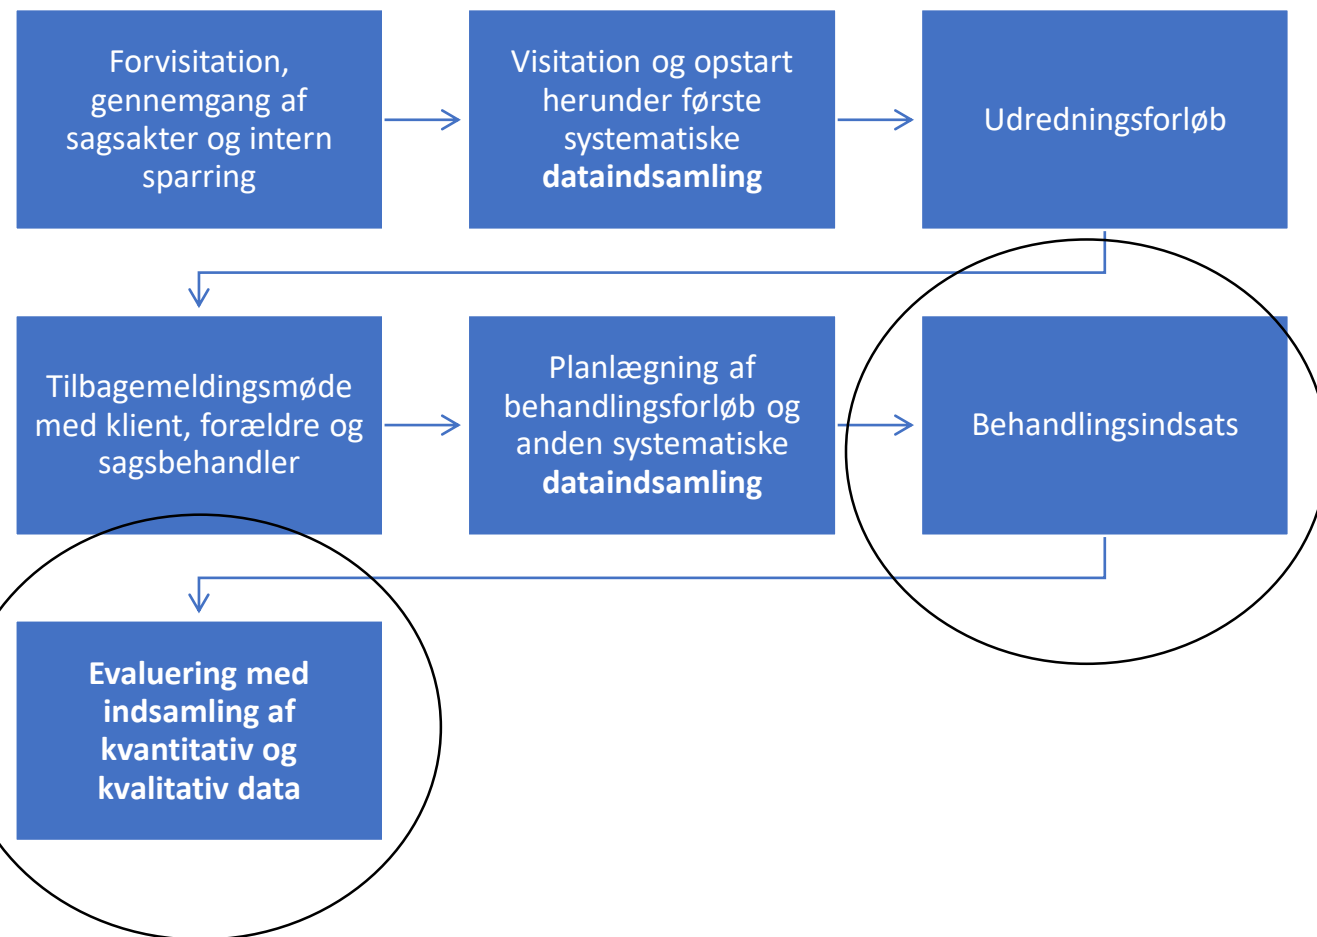 Forvisitation,
gennemgang af
sagsakter og intern
sparring
Visitation og opstart
herunder første
systematiske
dataindsamling
Udredningsforløb
Tilbagemeldingsmøde
med klient, forældre og
sagsbehandler
Planlægning af
behandlingsforløb og
anden systematiske
dataindsamling
Behandlingsindsats
Evaluering med
indsamling af
kvantitativ og
kvalitativ data